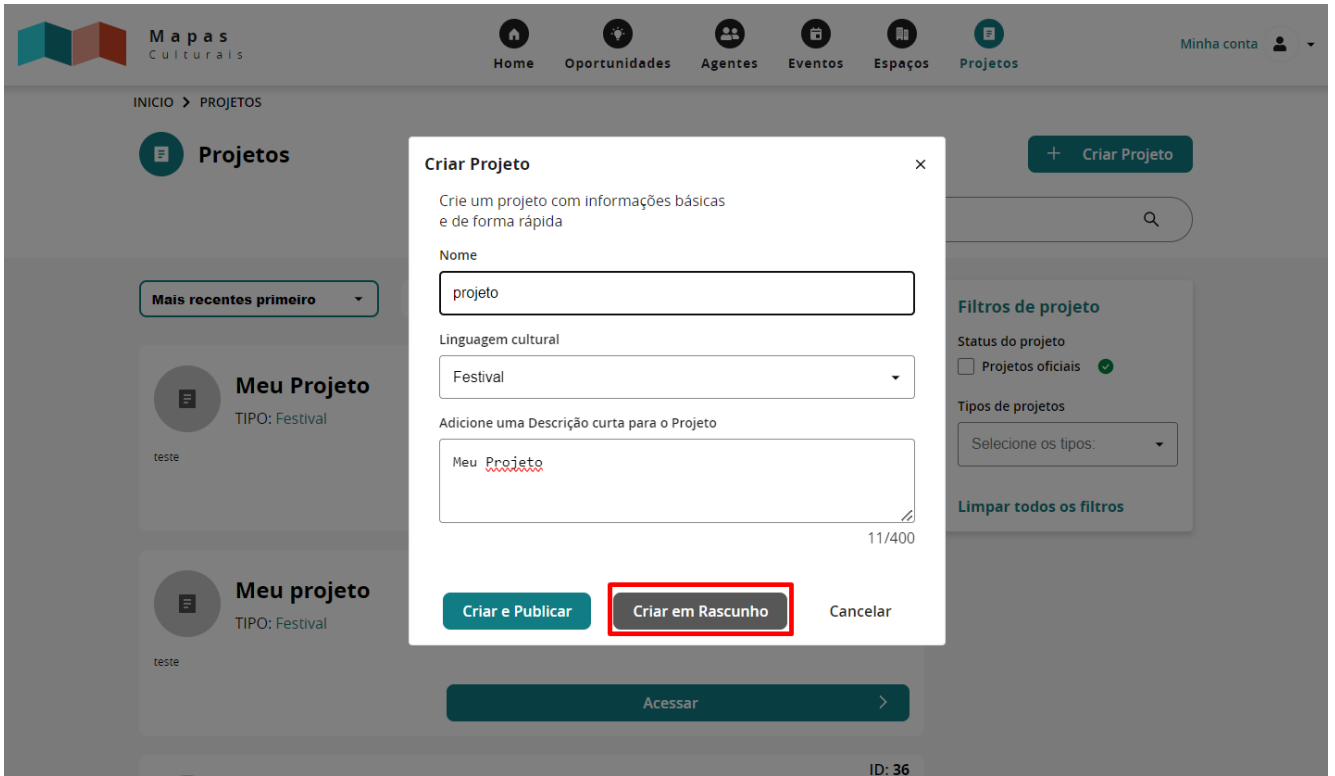 Mapas
Culturais
Home
Oportunidades
Agentes
Eventos
Espaços
Projetos
Minha conta
INICIO > PROJETOS
Projetos
+ Criar Projeto
Criar Projeto
×
Crie um projeto com informações básicas
e de forma rápida
Nome
projeto
Linguagem cultural
Festival
Adicione uma Descrição curta para o Projeto
Meu Projeto
11/400
Criar e Publicar
Criar em Rascunho
Cancelar
Mais recentes primeiro
Meu Projeto
TIPO: Festival
teste
Meu projeto
TIPO: Festival
teste
Acessar
ID: 36
Filtros de projeto
Status do projeto
Projetos oficiais
Tipos de projetos
Selecione os tipos:
Limpar todos os filtros